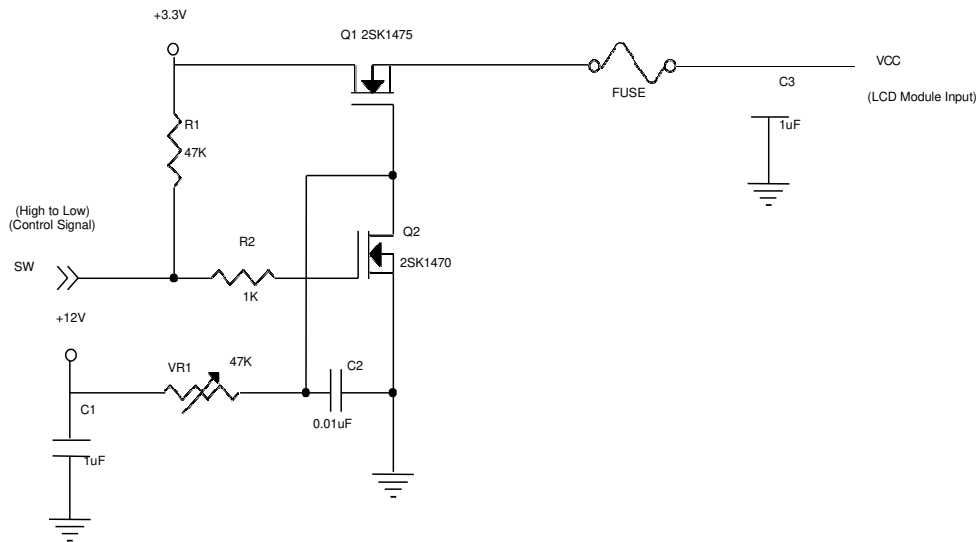 +3.3V
Q1 2SK1475
FUSE
VCC
C3
(LCD Module Input)
1uF
R1
47K
(High to Low)
(Control Signal)
SW
R2
1K
Q2
2SK1470
+12V
VR1
47K
C2
0.01uF
C1
1uF